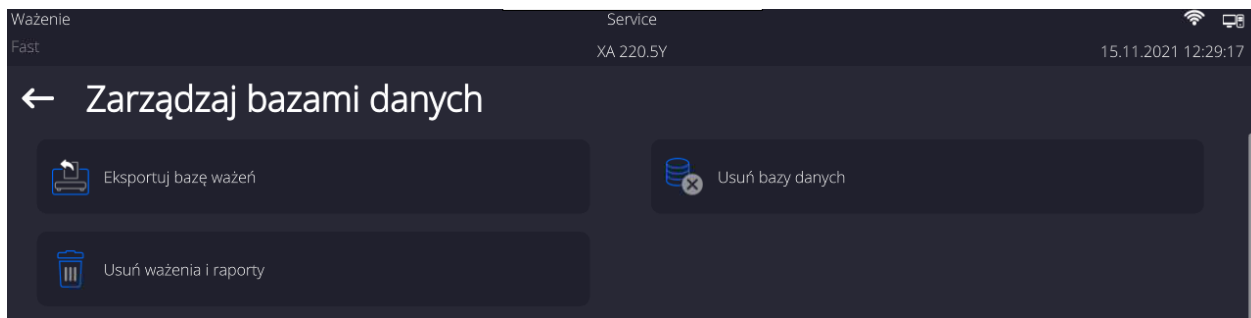 Ważenie Service
Fast XA 220.5Y 15.11.2021 12:29:17
Zarządzaj bazami danych
Eksportuj bazę ważeń Usuń bazy danych
Usuń ważenia i raporty